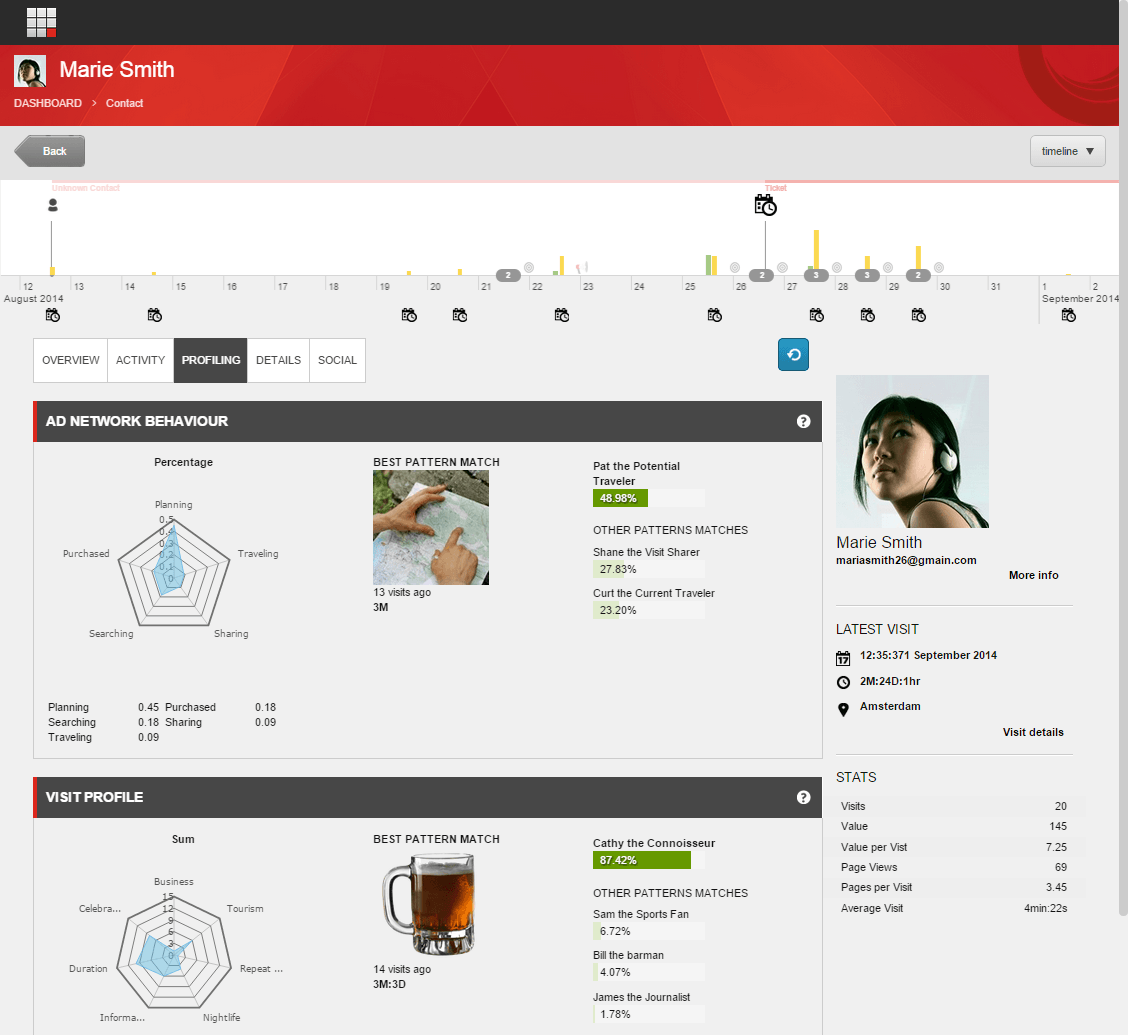 Marie Smith
DASHBOARD > Contact
Back
timeline ▼
Unknown Contact
Ticket
2
2
3
3
2
12 13 14 15 16 17 18 19 20 21 22 23 24 25 26 27 28 29 30 31 1 2
August 2014
September 2014
OVERVIEW ACTIVITY PROFILING DETAILS SOCIAL
AD NETWORK BEHAVIOUR
?
Percentage
Planning
0.5
0.4
0.3
0.2
0.1
0
Purchased
Traveling
Searching
Sharing
Planning 0.45 Purchased 0.18
Searching 0.18 Sharing 0.09
Traveling 0.09
BEST PATTERN MATCH
13 visits ago
3M
Pat the Potential
Traveler
48.98%
OTHER PATTERNS MATCHES
Shane the Visit Sharer
27.83%
Curt the Current Traveler
23.20%
VISIT PROFILE
?
Sum
Business
15
12
9
6
3
0
Celebra...
Tourism
Duration
Repeat ...
Informa...
Nightlife
BEST PATTERN MATCH
14 visits ago
3M:3D
Cathy the Connoisseur
87.42%
OTHER PATTERNS MATCHES
Sam the Sports Fan
6.72%
Bill the barman
4.07%
James the Journalist
1.78%
Marie Smith
mariasmith26@gmain.com
More info
LATEST VISIT
17
12:35:371 September 2014
2M:24D:1hr
Amsterdam
Visit details
STATS
Visits 20
Value 145
Value per Vist 7.25
Page Views 69
Pages per Visit 3.45
Average Visit 4min:22s